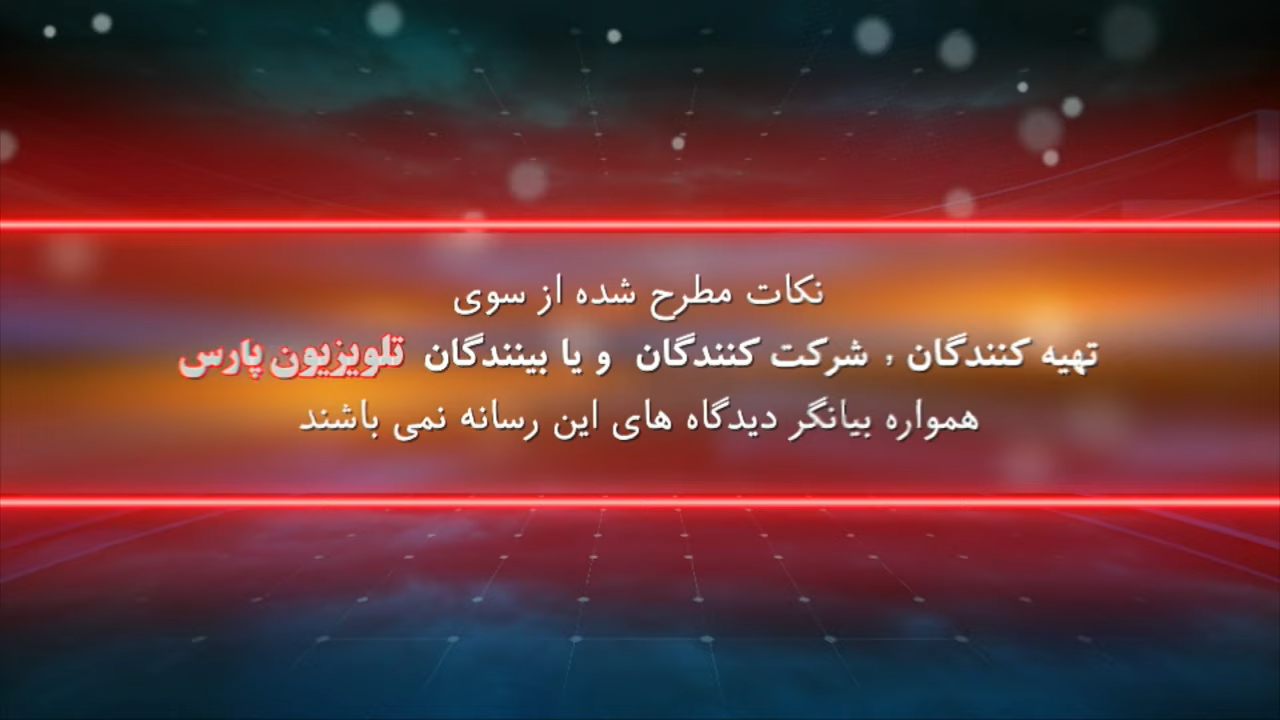 نکات مطرح شده از سوی
تهیه کنندگان , شرکت کنندگان و یا بینندگان تلویزیون پارس
همواره بیانگر دیدگاه های این رسانه نمی باشند